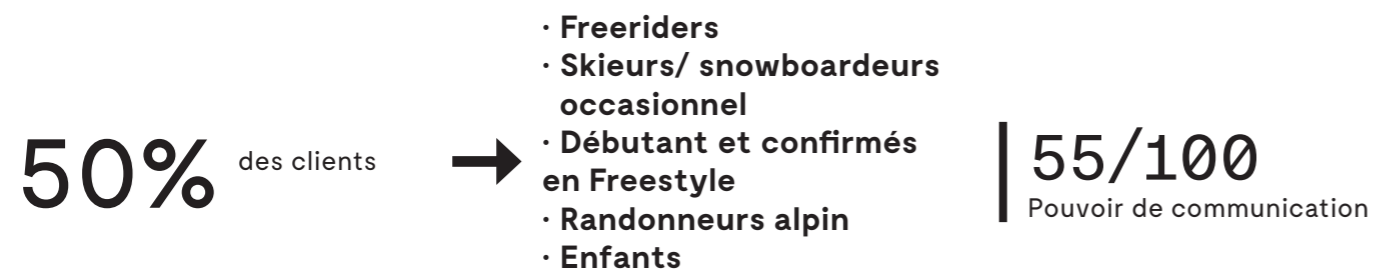 50% des clients
· Freeriders
· Skieurs/ snowboardeurs
occasionnel
· Débutant et confirmés
en Freestyle
· Randonneurs alpin
· Enfants
55/100
Pouvoir de communication